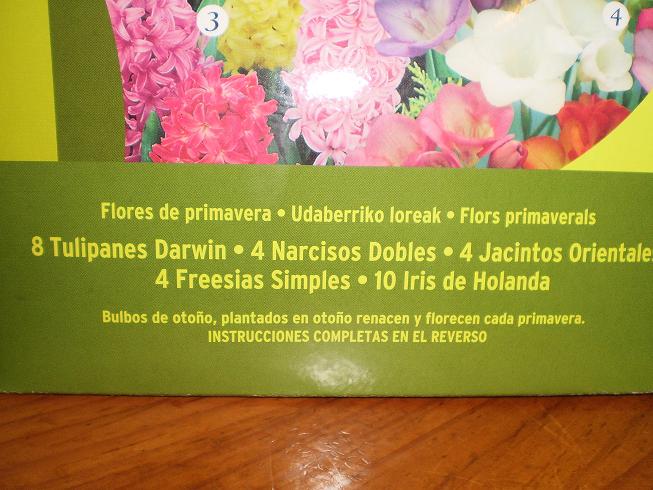 3
4
Flores de primavera • Udaberriko loreak • Flors primaverals
8 Tulipanes Darwin • 4 Narcisos Dobles • 4 Jacintos Orientales
4 Freesias Simples • 10 Iris de Holanda
Bulbos de otoño, plantados en otoño renacen y florecen cada primavera.
INSTRUCCIONES COMPLETAS EN EL REVERSO